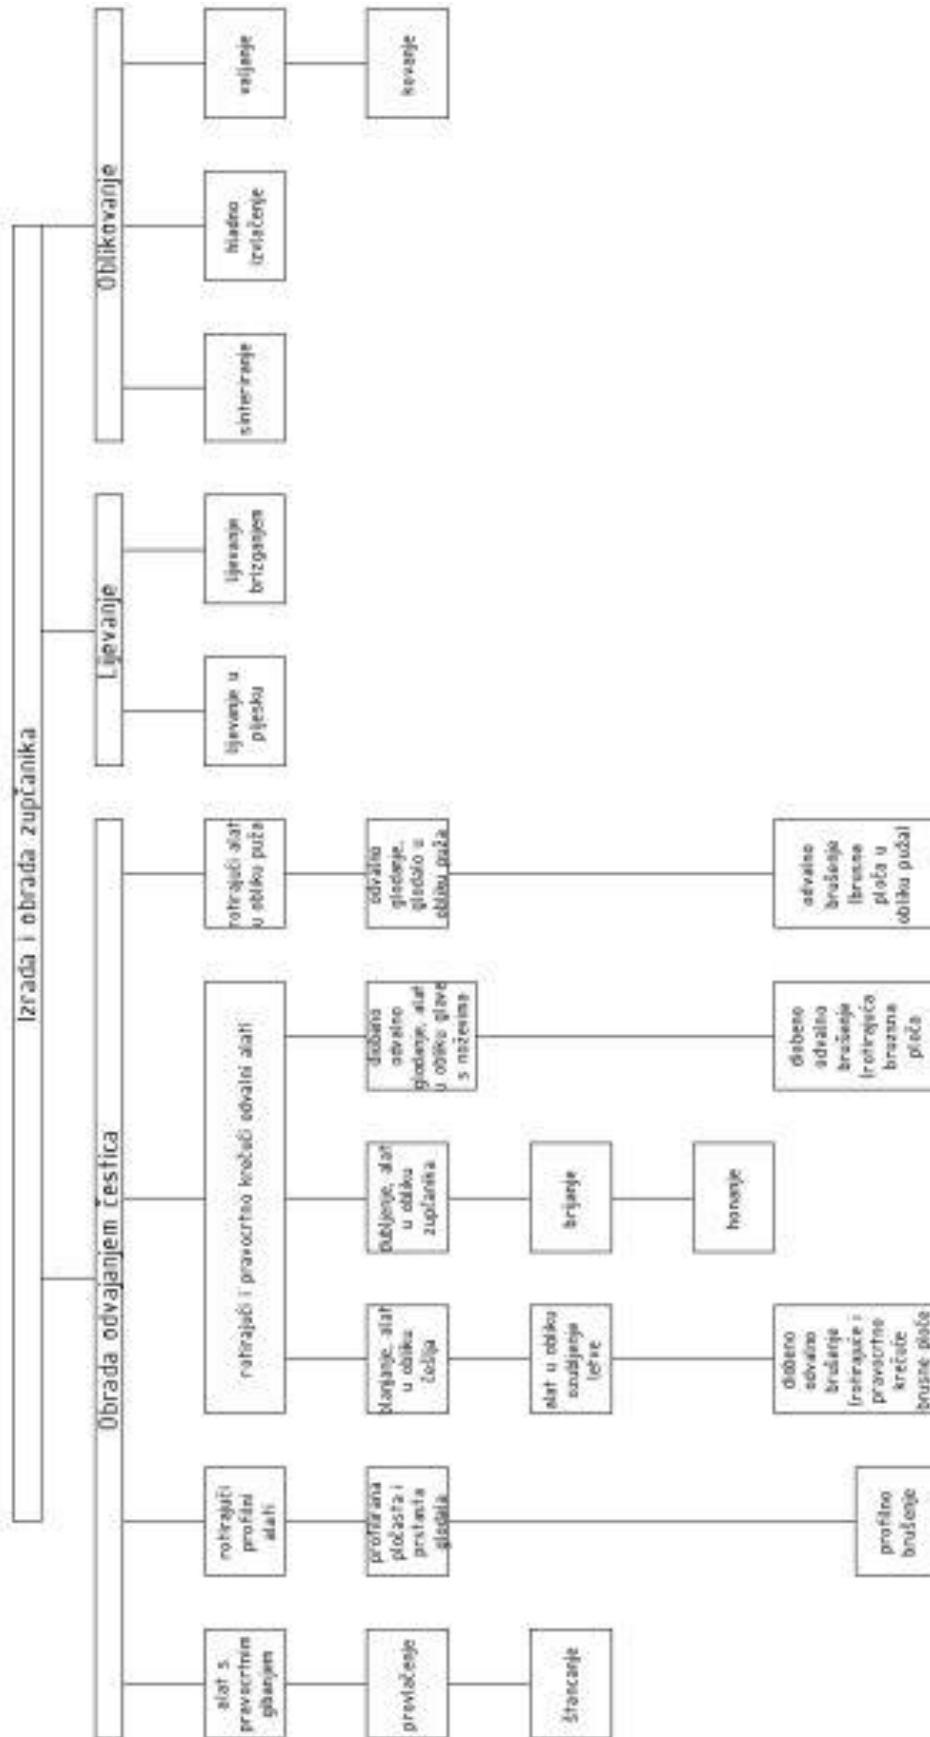 Izrada i obrada zupčanika
Obrada odvajanjem čestica
Lijevanje
Oblikovanje
alat s
pravocrtnim
gibanjem
rotirajući
profilni
alati
rotirajući i pravocrtno krečući odvalni alati
rotirajući alat
u obliku puža
lijevanje u
pijesku
lijevanje
brizganjem
sinteriranje
hladno
izvlačenje
valjanje
provlačenje
profilirana
pločasta i
prstasta
glodala
blanjanje, alat
u obliku
češlja
dubljenje, alat
u obliku
zupčanika
diobeno
odvalno
glodanje, alat
u obliku glave
s noževima
odvalno
glodanje,
glodalo u
obliku puža
kovanje
štancanje
alat u obliku
ozubljenje
letve
brijanje
honanje
profilno
brušenje
diobeno
odvalno
brušenje
(rotirajuće i
pravocrtno
krečuče
brusne ploče
diobeno
odvalno
brušenje
(rotirajuća
brusna
ploča
odvalno
brušenje
(brusna
ploča u
obliku puža)